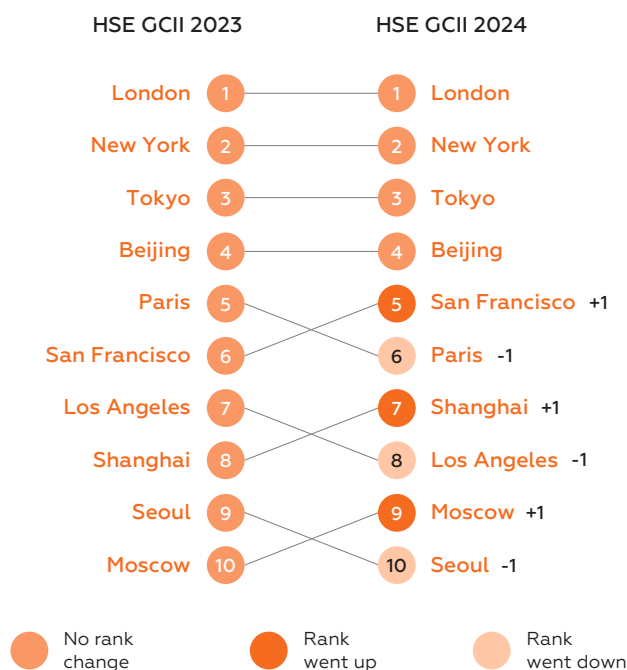 HSE GCII 2023 HSE GCII 2024
London 1 1 London
New York 2 2 New York
Tokyo 3 3 Tokyo
Beijing 4 4 Beijing
Paris 5 5 San Francisco +1
San Francisco 6 6 Paris -1
Los Angeles 7 7 Shanghai +1
Shanghai 8 8 Los Angeles -1
Seoul 9 9 Moscow +1
Moscow 10 10 Seoul -1
No rank
change
Rank
went up
Rank
went down